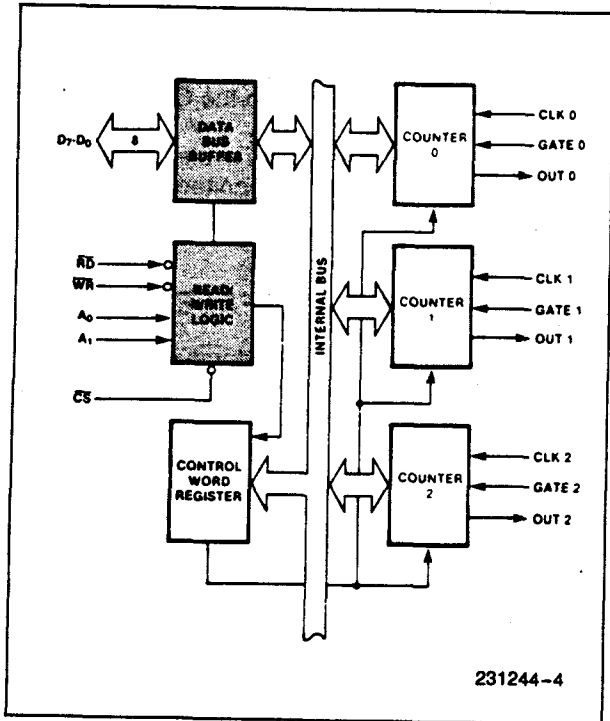 D7-D0
8
DATA
BUS
BUFFER
RD
WR
A0
A1
CS
READ/
WRITE
LOGIC
CONTROL
WORD
REGISTER
INTERNAL BUS
COUNTER
0
CLK 0
GATE 0
OUT 0
COUNTER
1
CLK 1
GATE 1
OUT 1
COUNTER
2
CLK 2
GATE 2
OUT 2
231244-4